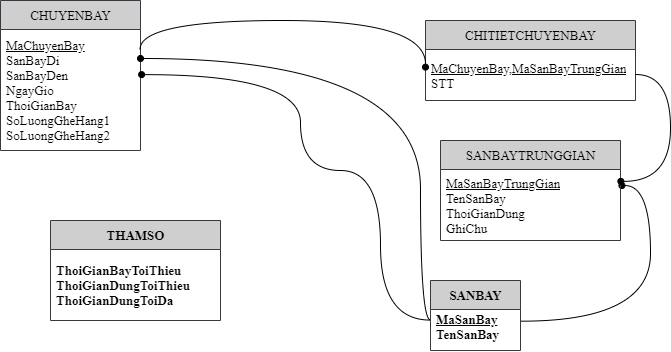 CHUYENBAY
MaChuyenBay
SanBayDi
SanBayDen
NgayGio
ThoiGianBay
SoLuongGheHang1
SoLuongGheHang2
CHITIETCHUYENBAY
MaChuyenBay,MaSanBayTrungGian
STT
SANBAYTRUNGGIAN
MaSanBayTrungGian
TenSanBay
ThoiGianDung
GhiChu
THAMSO
ThoiGianBayToiThieu
ThoiGianDungToiThieu
ThoiGianDungToiDa
SANBAY
MaSanBay
TenSanBay